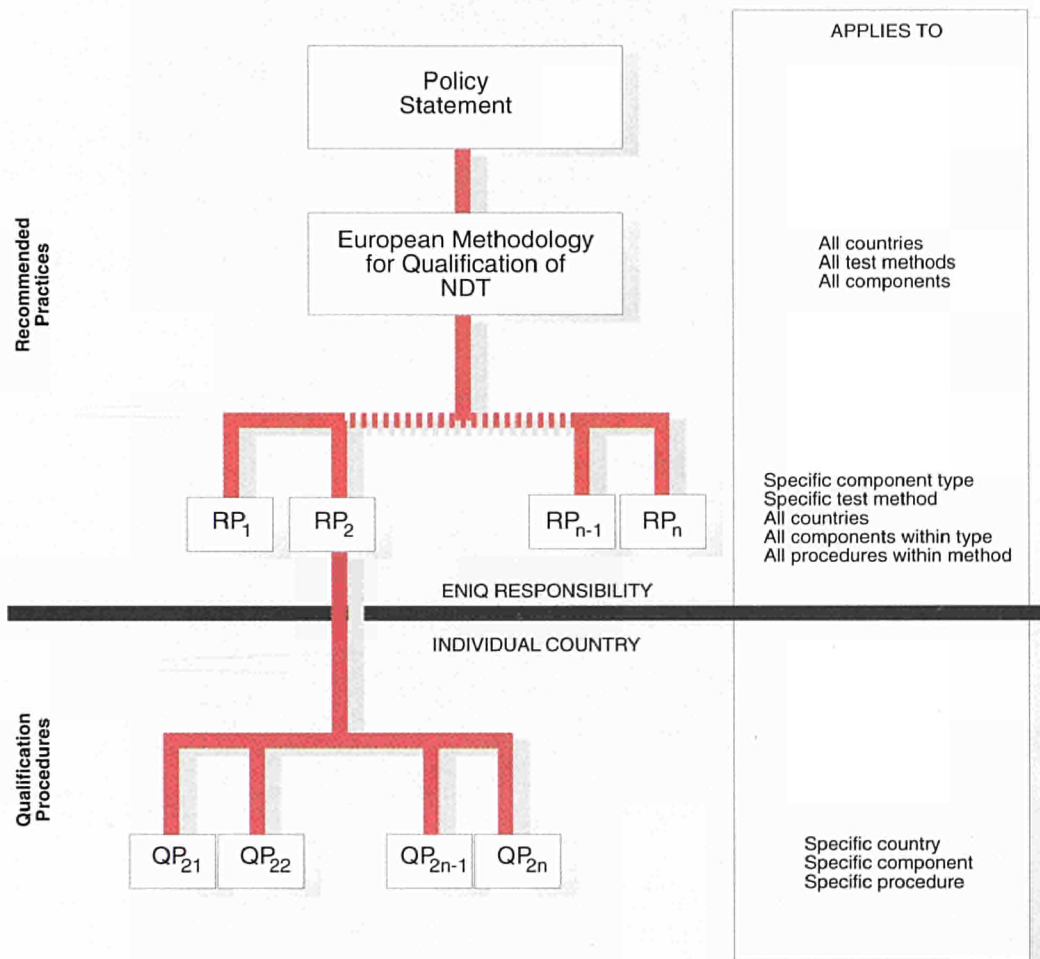 APPLIES TO
Policy
Statement
Recommended
Practices
European Methodology
for Qualification of
NDT
All countries
All test methods
All components
RP1
RP2
RPn-1
RPn
Specific component type
Specific test method
All countries
All components within type
All procedures within method
ENIQ RESPONSIBILITY
INDIVIDUAL COUNTRY
Qualification
Procedures
QP21
QP22
QP2n-1
QP2n
Specific country
Specific component
Specific procedure